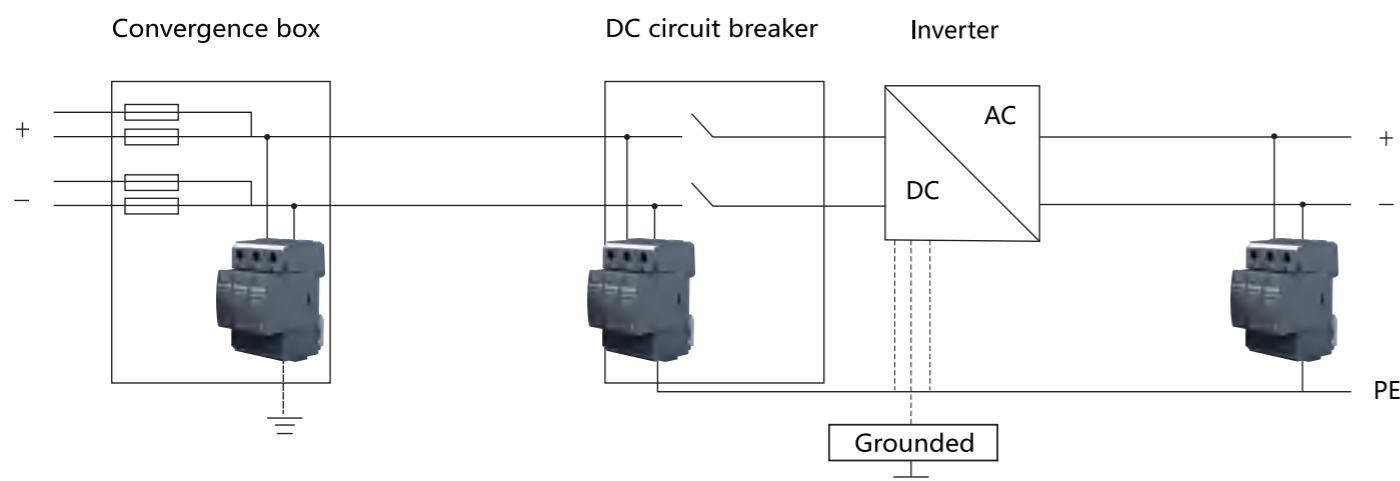 Convergence box
DC circuit breaker
Inverter
+
−
AC
DC
+
−
PE
Grounded